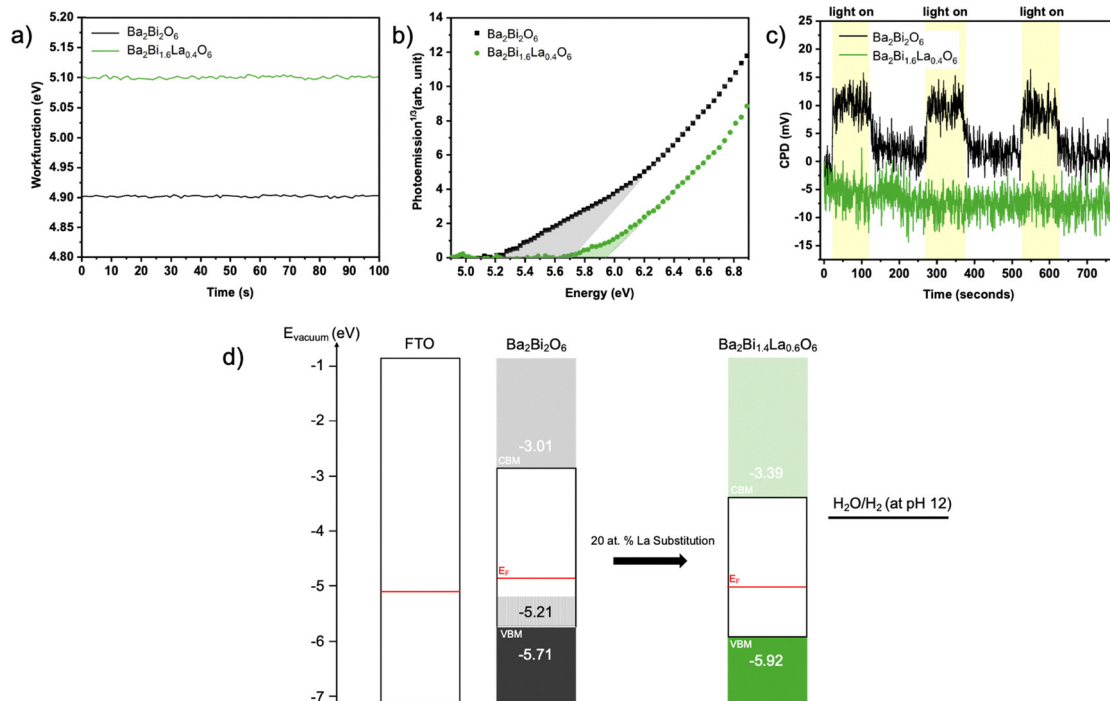 a)
5.20
5.15
5.10
5.05
5.00
4.95
4.90
4.85
4.80
Workfunction (eV)
Ba₂Bi₂O₆
Ba₂Bi₁.₆La₀.₄O₆
0 10 20 30 40 50 60 70 80 90 100
Time (s)
b)
14
12
10
8
6
4
2
0
Photoemission¹ᐟ³(arb. unit)
Ba₂Bi₂O₆
Ba₂Bi₁.₆La₀.₄O₆
5.0 5.2 5.4 5.6 5.8 6.0 6.2 6.4 6.6 6.8
Energy (eV)
c)
light on light on light on
25
20
15
10
5
0
-5
-10
-15
CPD (mV)
Ba₂Bi₂O₆
Ba₂Bi₁.₆La₀.₄O₆
0 100 200 300 400 500 600 700
Time (seconds)
d)
E_vacuum (eV)
-1
-2
-3
-4
-5
-6
-7
FTO
Ba₂Bi₂O₆
-3.01
CBM
E_F
-5.21
VBM
-5.71
20 at. % La Substitution
Ba₂Bi₁.₄La₀.₆O₆
-3.39
CBM
E_F
VBM
-5.92
H₂O/H₂ (at pH 12)